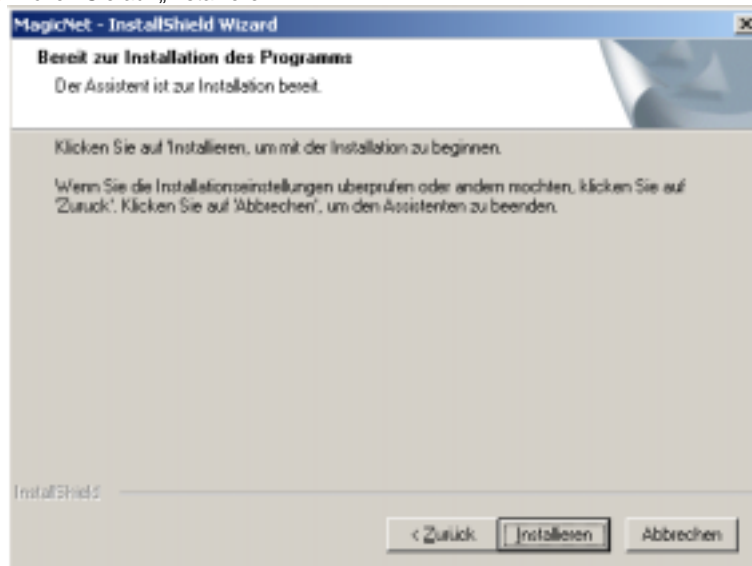 MagicNet - InstallShield Wizard
Bereit zur Installation des Programms
Der Assistent ist zur Installation bereit.
Klicken Sie auf 'Installieren, um mit der Installation zu beginnen.
Wenn Sie die Installationseinstellungen uberprufen oder andern mochten, klicken Sie auf
'Zuruck'. Klicken Sie auf 'Abbrechen', um den Assistenten zu beenden.
InstallShield
< Zurück
Installieren
Abbrechen